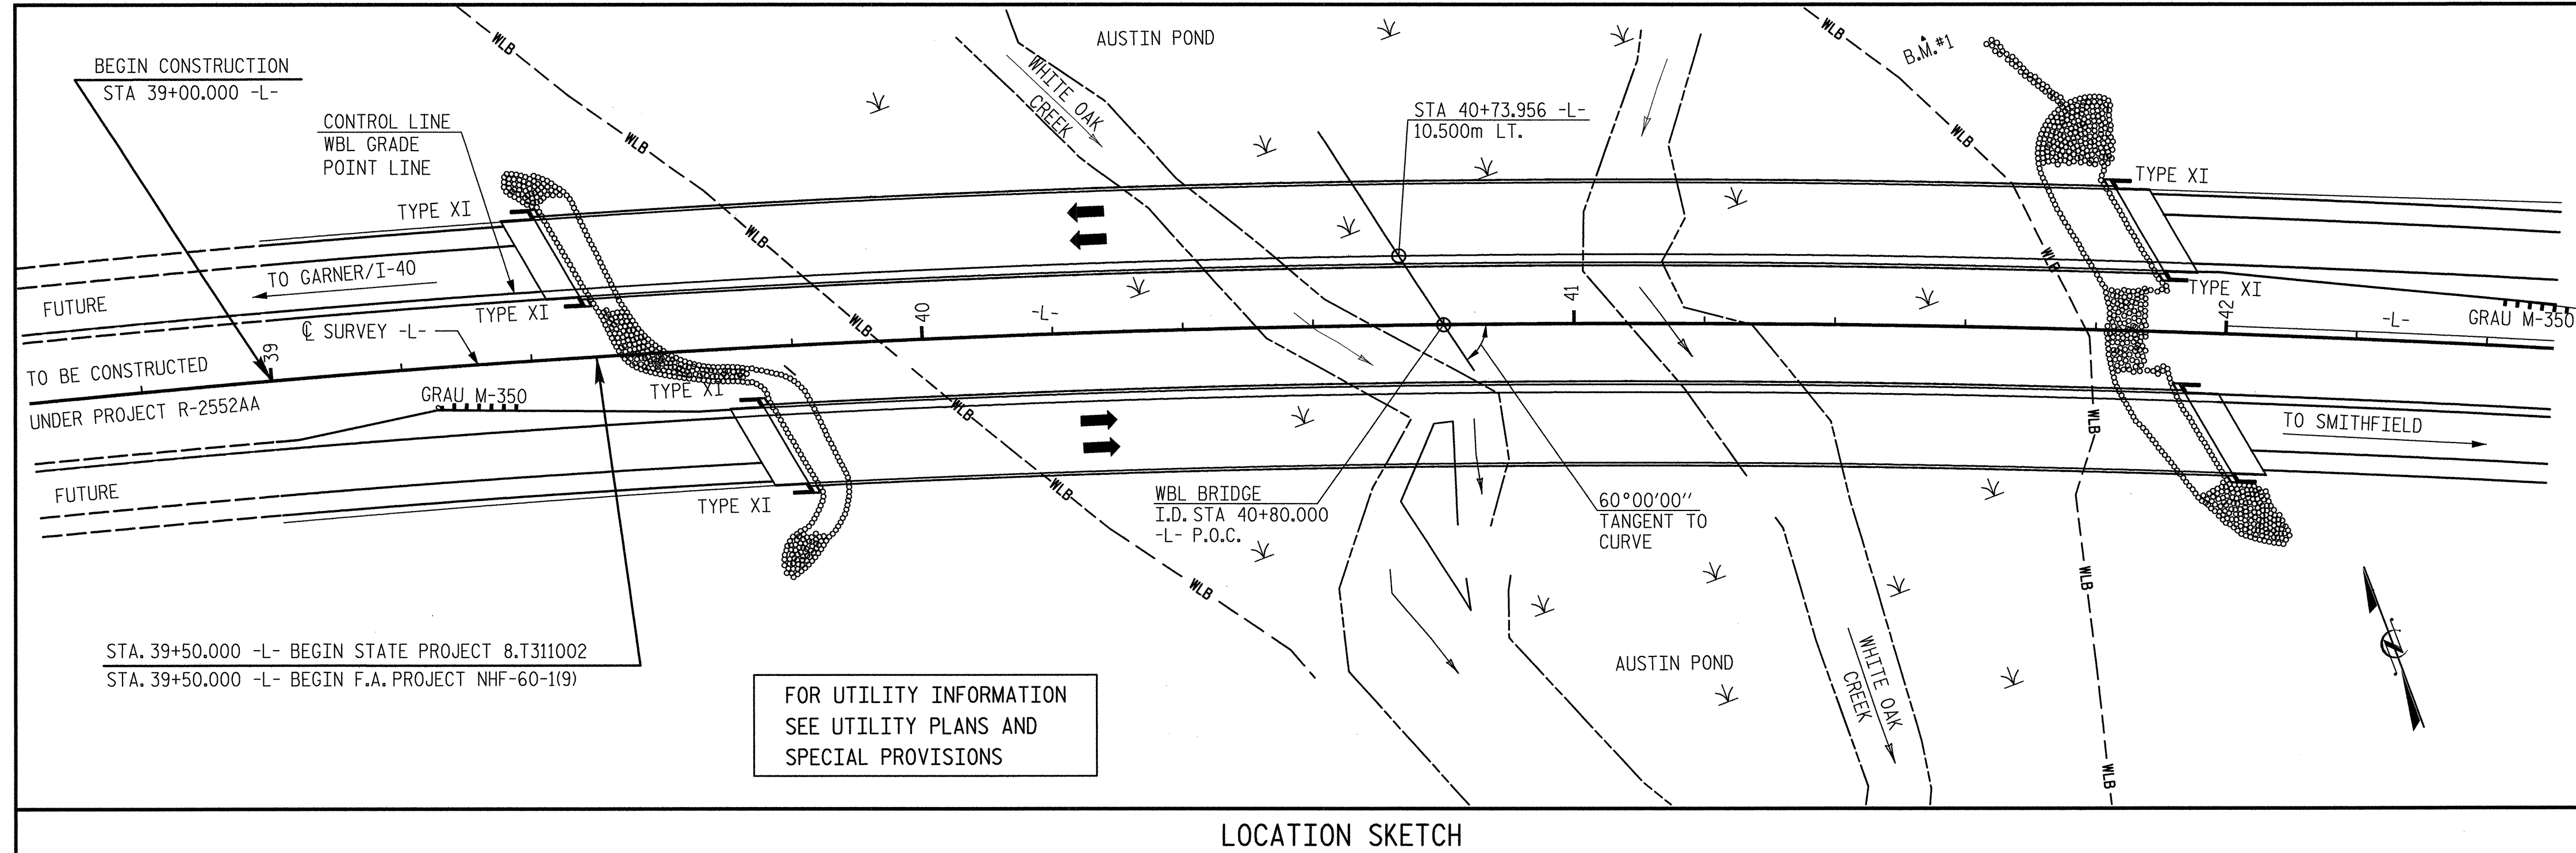 BEGIN CONSTRUCTION
STA 39+00.000 -L-
CONTROL LINE
WBL GRADE
POINT LINE
WLB
WLB
WLB
WLB
WLB
WLB
WLB
AUSTIN POND
WHITE OAK
CREEK
STA 40+73.956 -L-
10.500m LT.
WLB
WLB
WLB
WLB
WLB
WLB
B.M.#1
TYPE XI
TYPE XI
TYPE XI
TYPE XI
TYPE XI
TYPE XI
TO GARNER/I-40
FUTURE
℄ SURVEY -L-
TO BE CONSTRUCTED
UNDER PROJECT R-2552AA
GRAU M-350
FUTURE
39
40
-L-
41
42
-L-
GRAU M-350
TO SMITHFIELD
WBL BRIDGE
I.D. STA 40+80.000
-L- P.O.C.
60°00'00''
TANGENT TO
CURVE
STA. 39+50.000 -L- BEGIN STATE PROJECT 8.T311002
STA. 39+50.000 -L- BEGIN F.A. PROJECT NHF-60-1(9)
FOR UTILITY INFORMATION
SEE UTILITY PLANS AND
SPECIAL PROVISIONS
AUSTIN POND
WHITE OAK
CREEK
LOCATION SKETCH